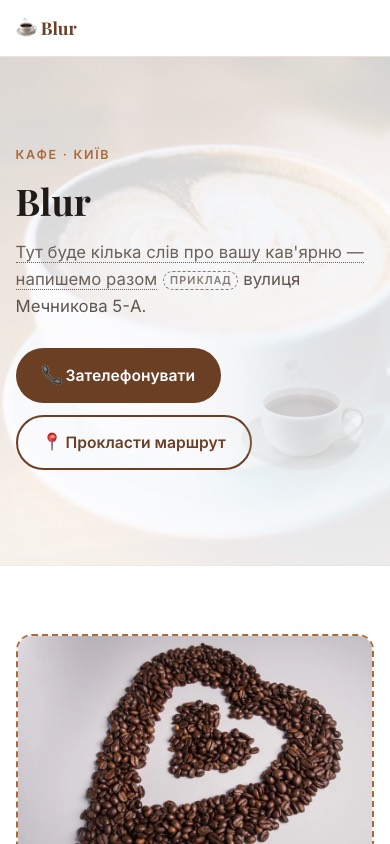 Blur
КАФЕ · КИЇВ
Blur
Тут буде кілька слів про вашу кав'ярню —
напишемо разом ПРИКЛАД вулиця
Мечникова 5-А.
Зателефонувати
Прокласти маршрут